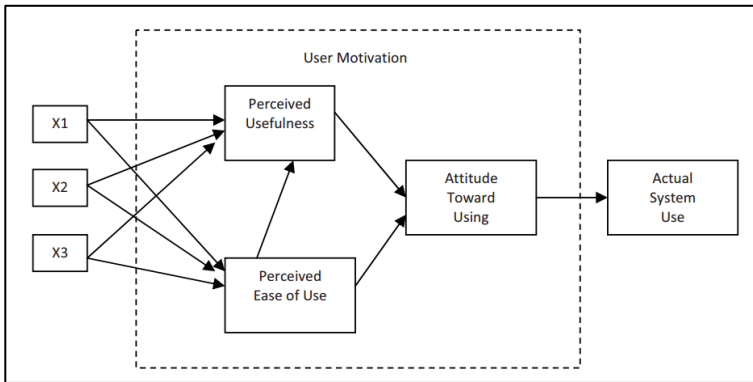 User Motivation
Perceived
Usefulness
X1
X2
X3
Attitude
Toward
Using
Actual
System
Use
Perceived
Ease of Use